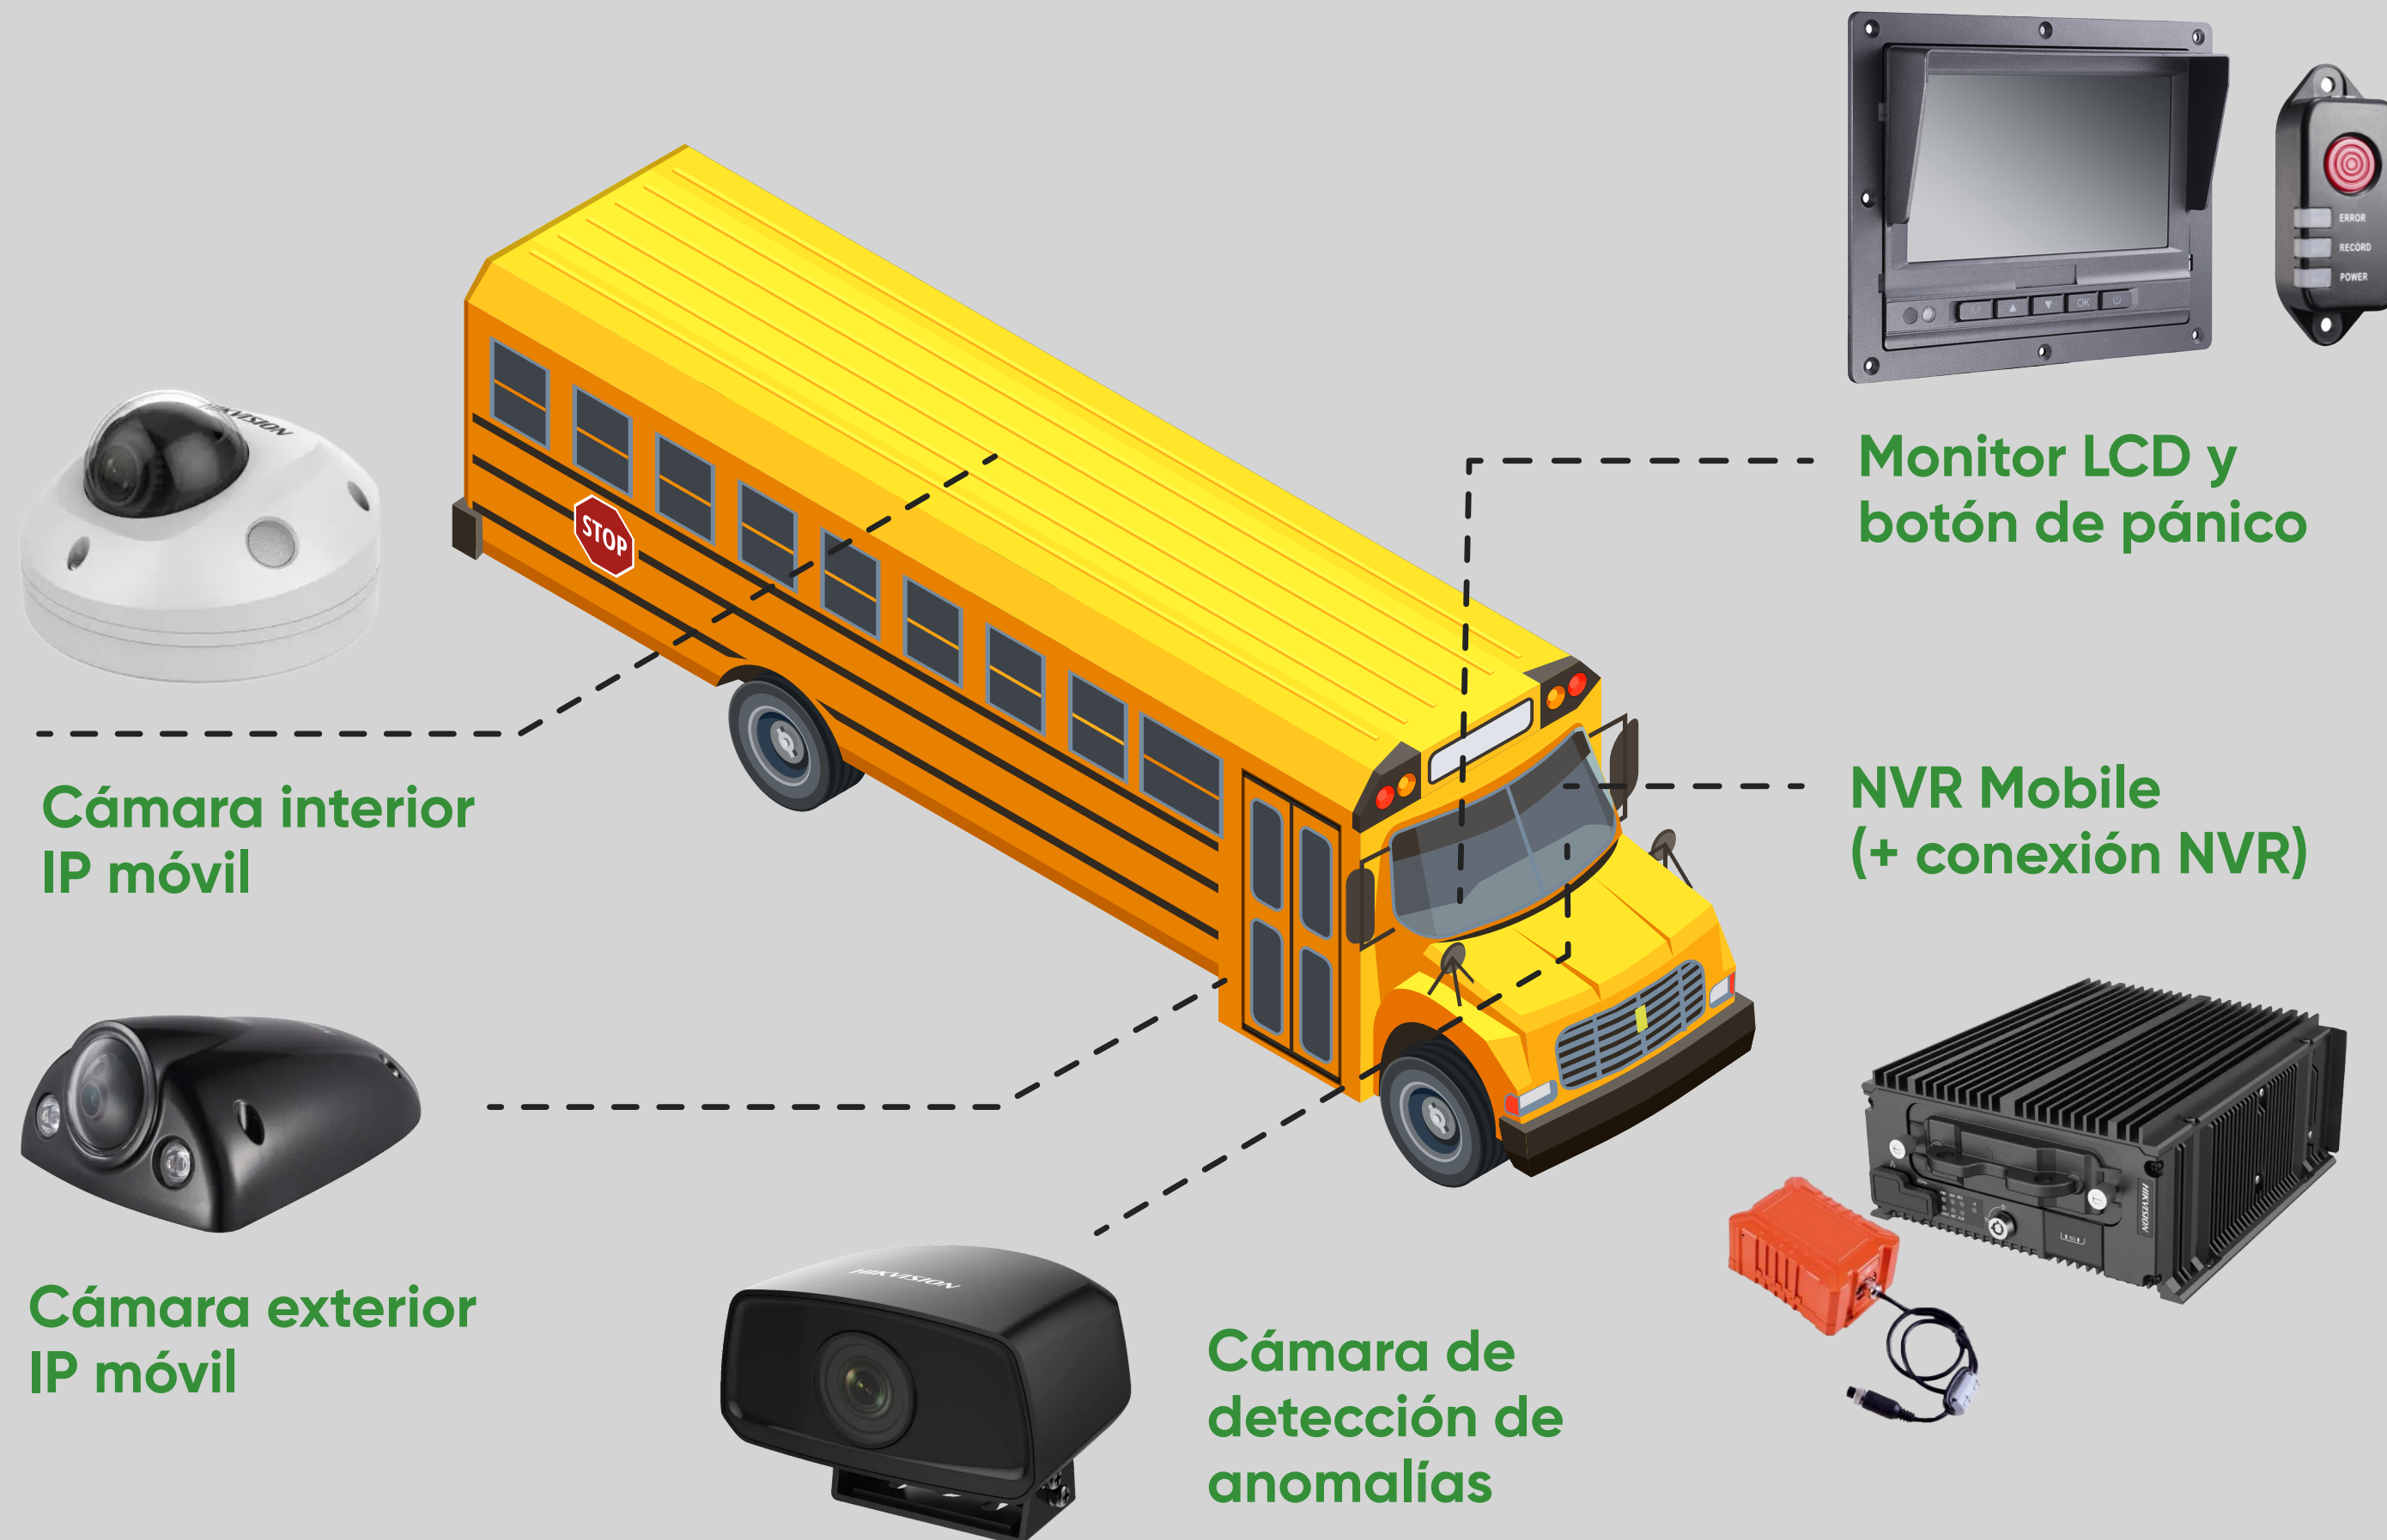 ERROR
RECORD
POWER
OK
HIKVISION
STOP
Monitor LCD y
botón de pánico
Cámara interior
IP móvil
NVR Mobile
(+ conexión NVR)
HIKVISION
Cámara exterior
IP móvil
HIKVISION
Cámara de
detección de
anomalías